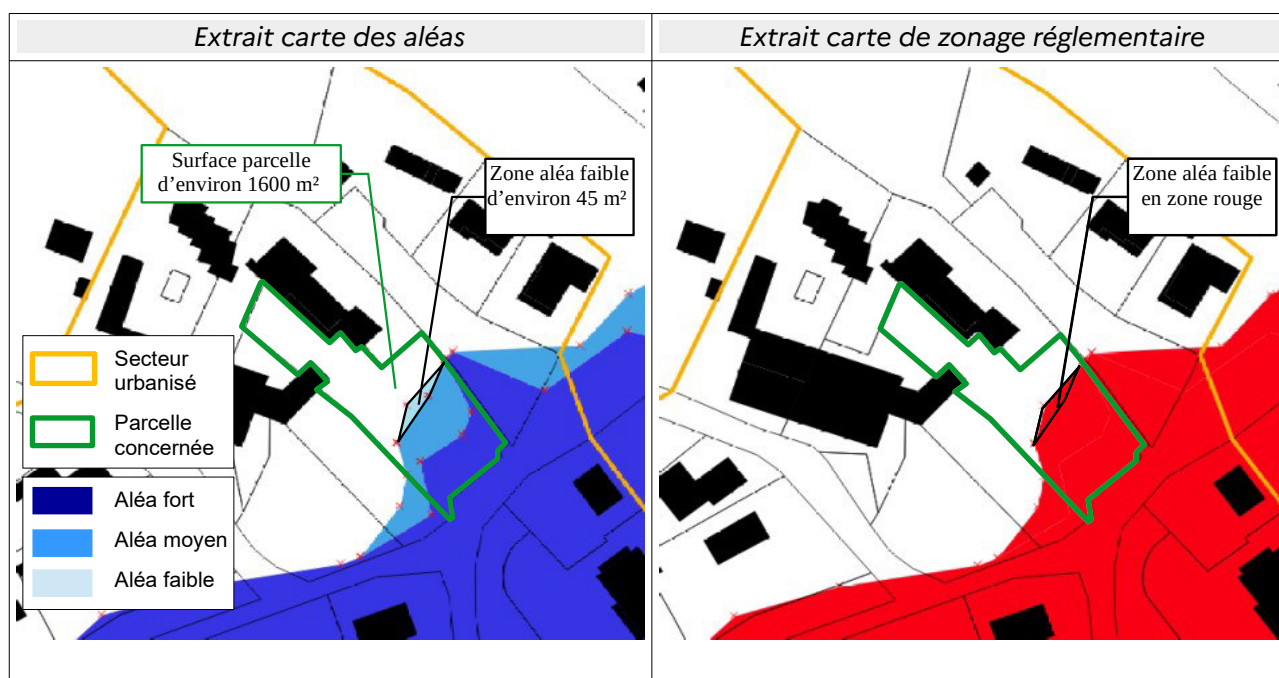 Extrait carte des aléas
Extrait carte de zonage réglementaire
Surface parcelle
d’environ 1600 m²
Zone aléa faible
d’environ 45 m²
Secteur
urbanisé
Parcelle
concernée
Aléa fort
Aléa moyen
Aléa faible
Zone aléa faible
en zone rouge